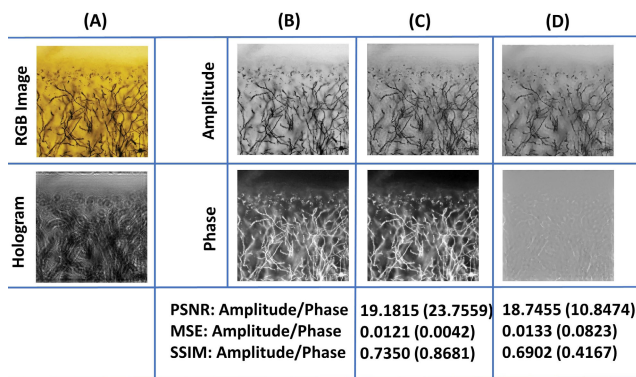 (A) (B) (C) (D)
RGB Image
Amplitude
Hologram
Phase
PSNR: Amplitude/Phase 19.1815 (23.7559) 18.7455 (10.8474)
MSE: Amplitude/Phase 0.0121 (0.0042) 0.0133 (0.0823)
SSIM: Amplitude/Phase 0.7350 (0.8681) 0.6902 (0.4167)